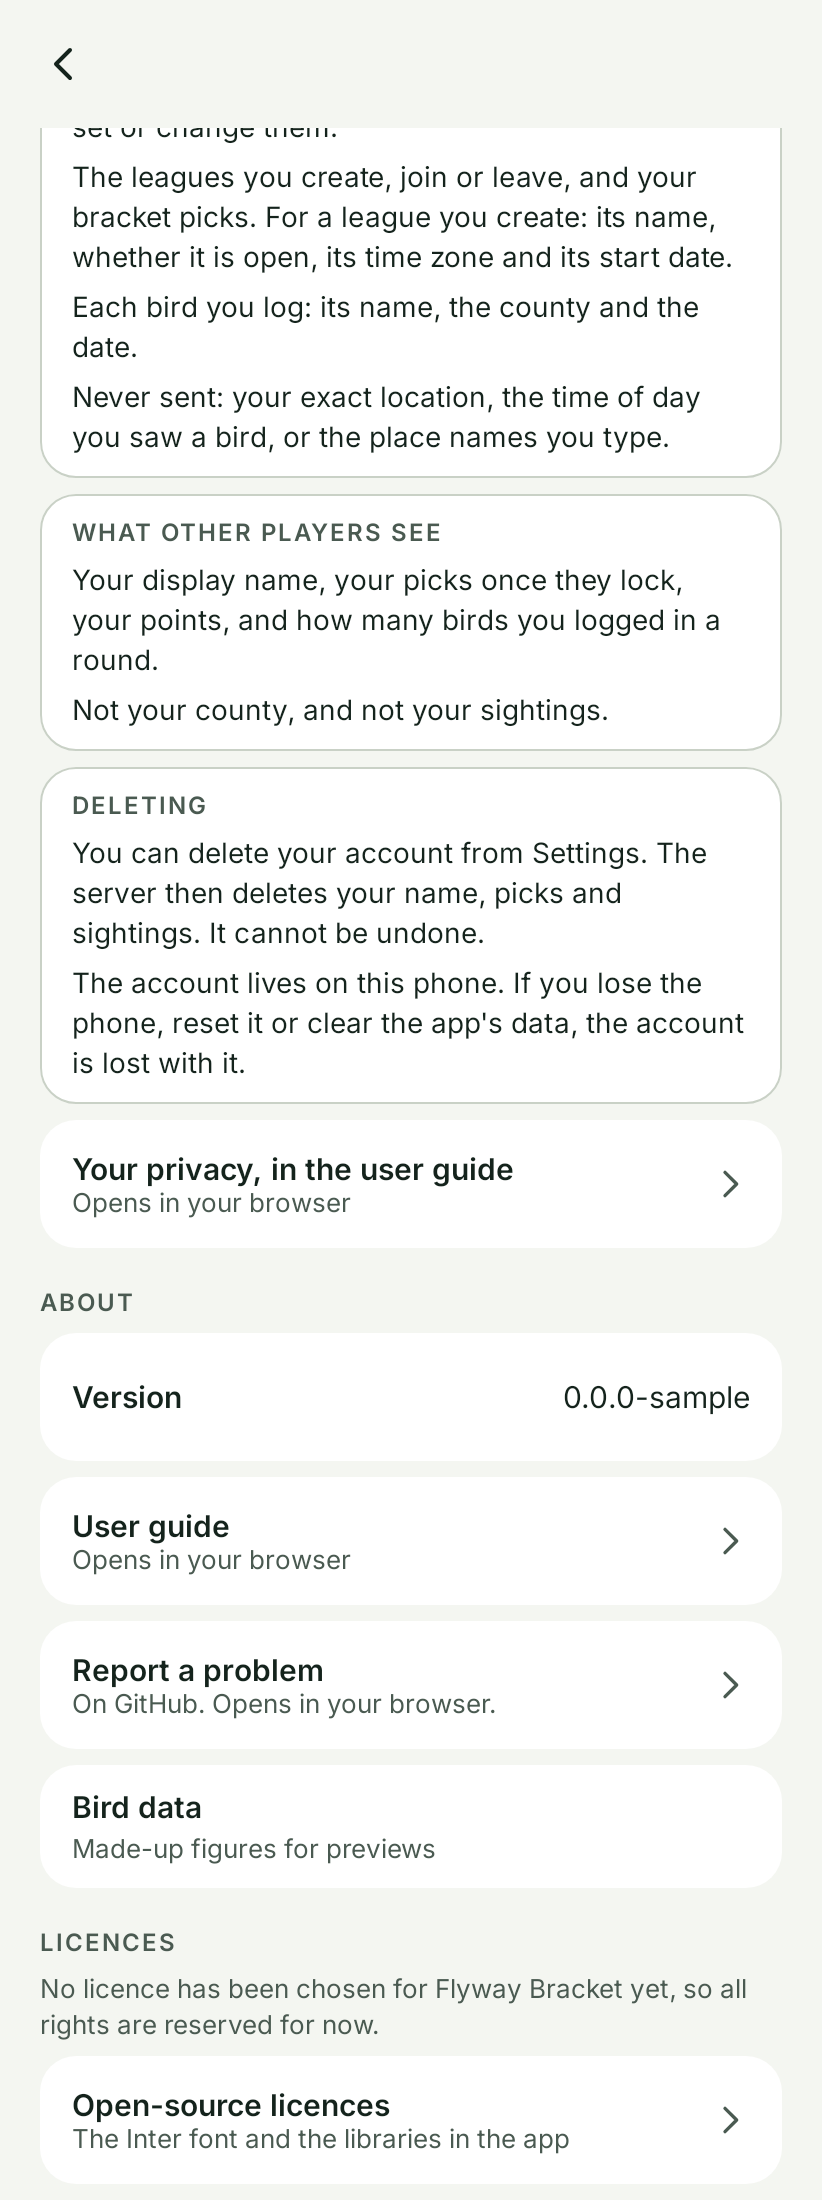 set or change them.
The leagues you create, join or leave, and your
bracket picks. For a league you create: its name,
whether it is open, its time zone and its start date.
Each bird you log: its name, the county and the
date.
Never sent: your exact location, the time of day
you saw a bird, or the place names you type.
WHAT OTHER PLAYERS SEE
Your display name, your picks once they lock,
your points, and how many birds you logged in a
round.
Not your county, and not your sightings.
DELETING
You can delete your account from Settings. The
server then deletes your name, picks and
sightings. It cannot be undone.
The account lives on this phone. If you lose the
phone, reset it or clear the app's data, the account
is lost with it.
Your privacy, in the user guide
Opens in your browser
ABOUT
Version 0.0.0-sample
User guide
Opens in your browser
Report a problem
On GitHub. Opens in your browser.
Bird data
Made-up figures for previews
LICENCES
No licence has been chosen for Flyway Bracket yet, so all
rights are reserved for now.
Open-source licences
The Inter font and the libraries in the app